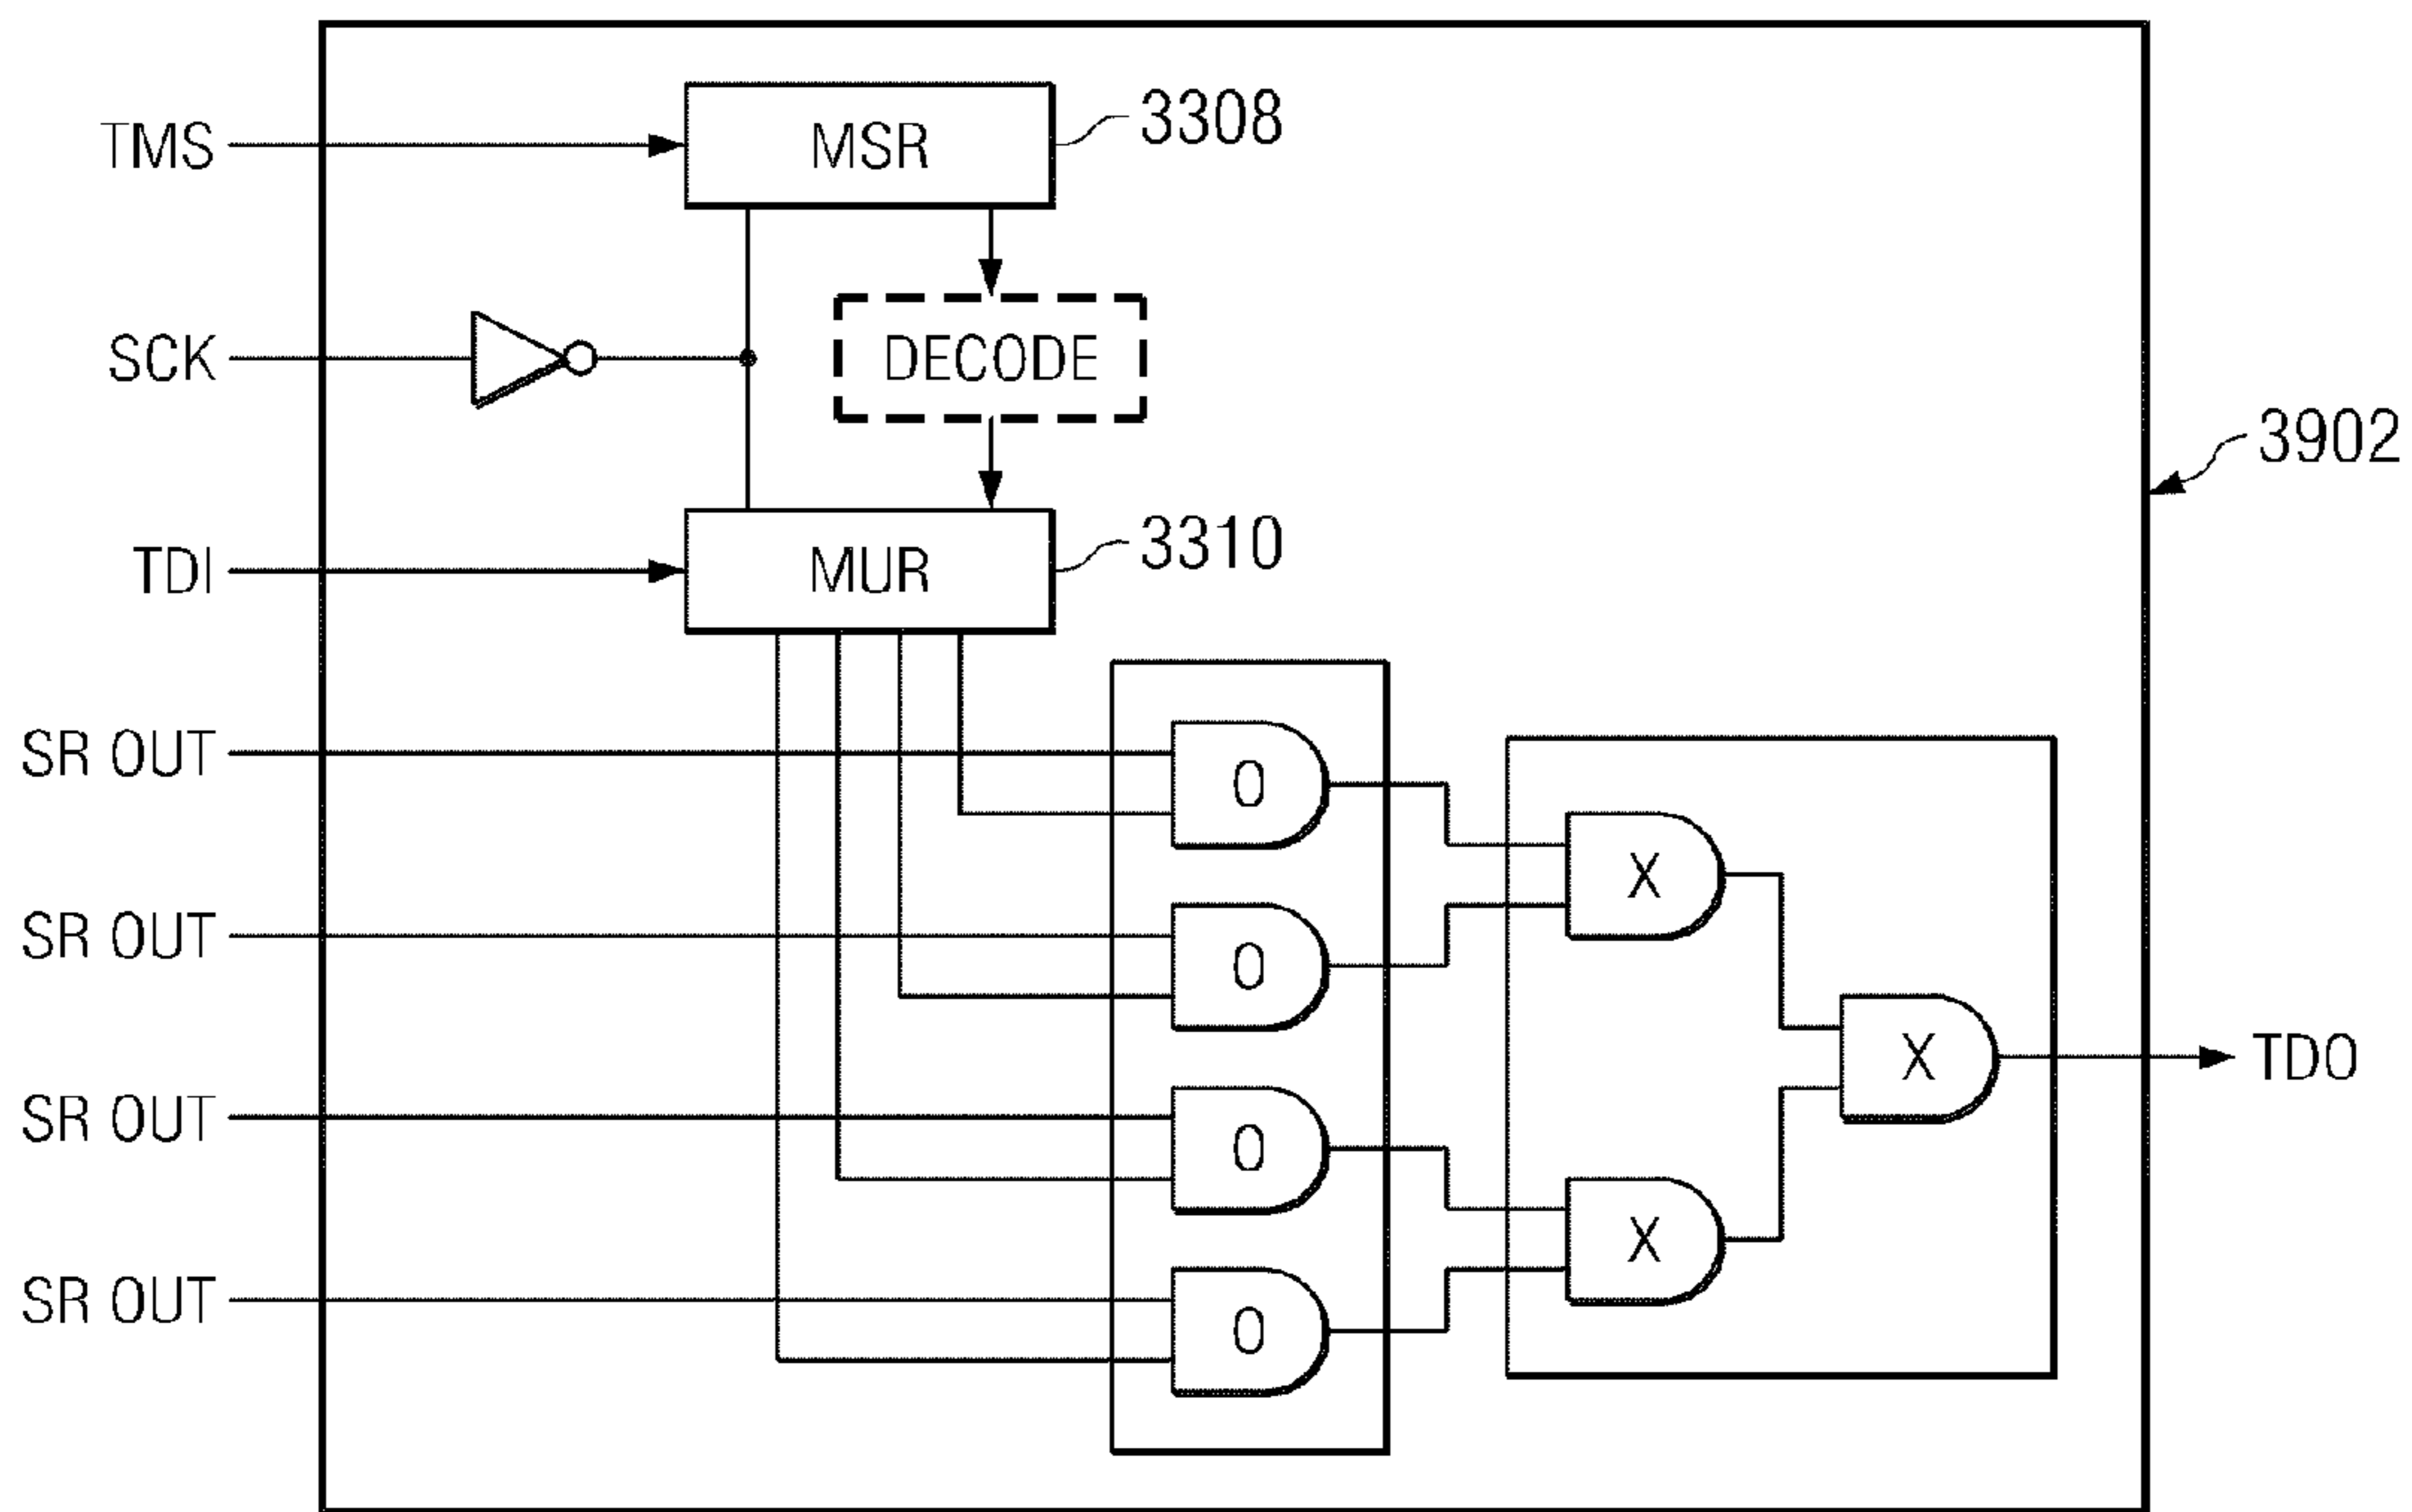 TMS
MSR
3308
SCK
DECODE
3902
TDI
MUR
3310
SR OUT
O
X
SR OUT
O
X
TDO
SR OUT
O
X
SR OUT
O